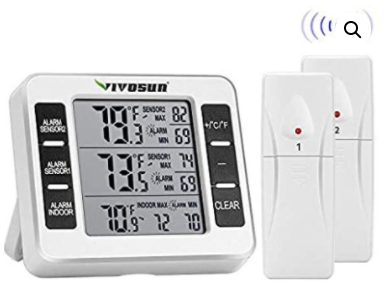 VIVOSUN
ALARM SENSOR2
79.3 °F SENSOR2 MAX 82
ALARM MIN 69
+/°C/°F
ALARM SENSOR1
73.5 °F SENSOR1 MAX 74
ALARM MIN 69
−
ALARM INDOOR
70.9 °F INDOOR MAX ALARM MIN
72 70
CLEAR
1
2